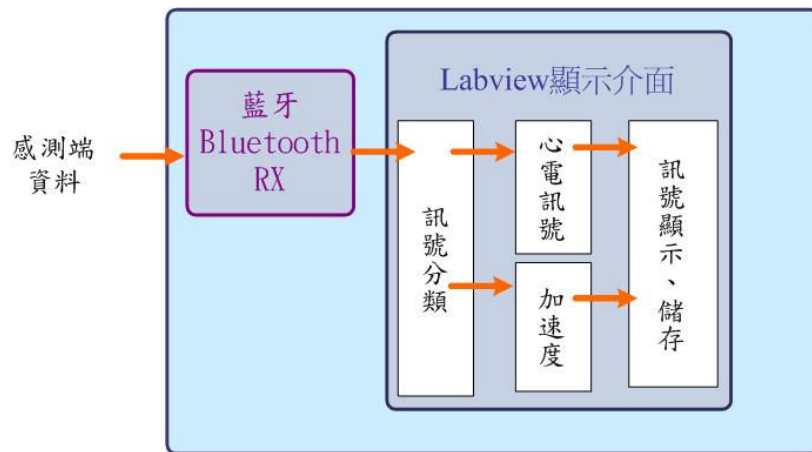 感測端
資料
藍牙
Bluetooth
RX
Labview顯示介面
訊號分類
心電訊號
加速度
訊號顯示、儲存